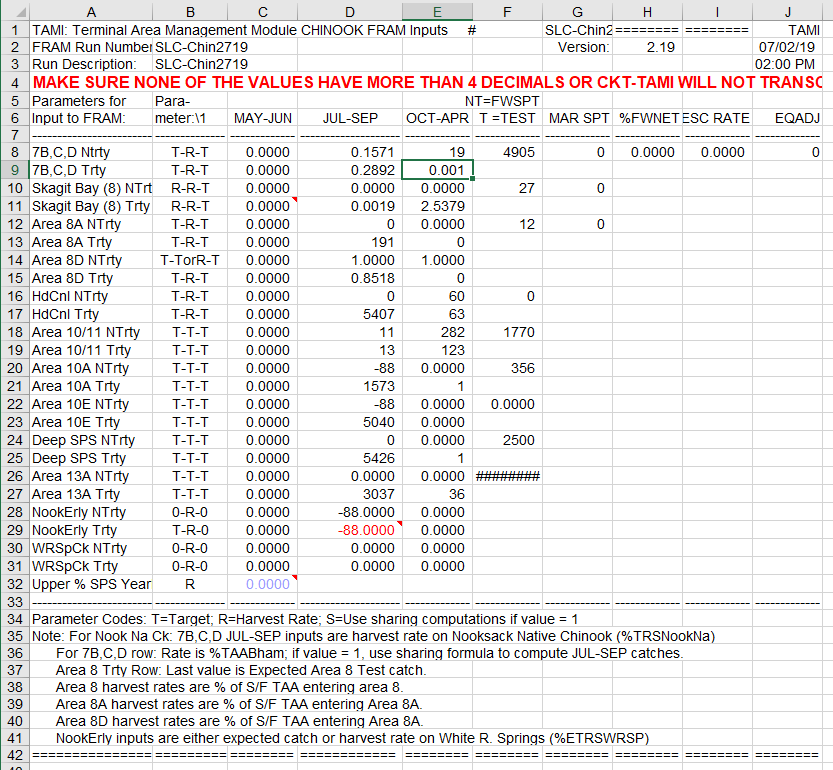 A B C D E F G H I J
1 TAMI: Terminal Area Management Module CHINOOK FRAM Inputs # SLC-Chin2 ======== ======== TAMI
2 FRAM Run Number SLC-Chin2719 Version: 2.19 07/02/19
3 Run Description: SLC-Chin2719 02:00 PM
4 MAKE SURE NONE OF THE VALUES HAVE MORE THAN 4 DECIMALS OR CKT-TAMI WILL NOT TRANSC
5 Parameters for Para- NT=FWSPT
6 Input to FRAM: meter:\1 MAY-JUN JUL-SEP OCT-APR T =TEST MAR SPT %FWNET ESC RATE EQADJ
7 ---------------------------------------------------------------------------
8 7B,C,D Ntrty T-R-T 0.0000 0.1571 19 4905 0 0.0000 0.0000 0
9 7B,C,D Trty T-R-T 0.0000 0.2892 0.001
10 Skagit Bay (8) NTrt R-R-T 0.0000 0.0000 0.0000 27 0
11 Skagit Bay (8) Trty R-R-T 0.0000 0.0019 2.5379
12 Area 8A NTrty T-R-T 0.0000 0 0.0000 12 0
13 Area 8A Trty T-R-T 0.0000 191 0
14 Area 8D NTrty T-TorR-T 0.0000 1.0000 1.0000
15 Area 8D Trty T-R-T 0.0000 0.8518 0
16 HdCnl NTrty T-R-T 0.0000 0 60 0
17 HdCnl Trty T-R-T 0.0000 5407 63
18 Area 10/11 NTrty T-T-T 0.0000 11 282 1770
19 Area 10/11 Trty T-T-T 0.0000 13 123
20 Area 10A NTrty T-T-T 0.0000 -88 0.0000 356
21 Area 10A Trty T-T-T 0.0000 1573 1
22 Area 10E NTrty T-T-T 0.0000 -88 0.0000 0.0000
23 Area 10E Trty T-T-T 0.0000 5040 0.0000
24 Deep SPS NTrty T-T-T 0.0000 0 0.0000 2500
25 Deep SPS Trty T-T-T 0.0000 5426 1
26 Area 13A NTrty T-T-T 0.0000 0.0000 0.0000 ########
27 Area 13A Trty T-T-T 0.0000 3037 36
28 NookErly NTrty 0-R-0 0.0000 -88.0000 0.0000
29 NookErly Trty T-R-0 0.0000 -88.0000 0.0000
30 WRSpCk NTrty 0-R-0 0.0000 0.0000 0.0000
31 WRSpCk Trty 0-R-0 0.0000 0.0000 0.0000
32 Upper % SPS Year R 0.0000
33 ---------------------------------------------------------------------------
34 Parameter Codes: T=Target; R=Harvest Rate; S=Use sharing computations if value = 1
35 Note: For Nook Na Ck: 7B,C,D JUL-SEP inputs are harvest rate on Nooksack Native Chinook (%TRSNookNa)
36 For 7B,C,D row: Rate is %TAABham; if value = 1, use sharing formula to compute JUL-SEP catches.
37 Area 8 Trty Row: Last value is Expected Area 8 Test catch.
38 Area 8 harvest rates are % of S/F TAA entering area 8.
39 Area 8A harvest rates are % of S/F TAA entering Area 8A.
40 Area 8D harvest rates are % of S/F TAA entering Area 8A.
41 NookErly inputs are either expected catch or harvest rate on White R. Springs (%ETRSWRSP)
42 =============== ======== ======== ============ ======== ======== ======== ======== ======== ========